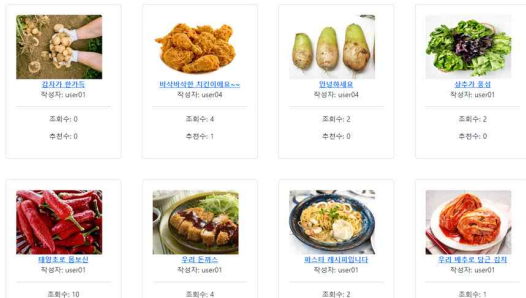 감자가 한가득
작성자: user01
조회수: 0
추천수: 0
바삭바삭한 치킨이에요~~
작성자: user04
조회수: 4
추천수: 1
안녕하세요
작성자: user04
조회수: 2
추천수: 0
상추가 풍성
작성자: user01
조회수: 2
추천수: 0
태양초로 몸보신
작성자: user01
조회수: 10
우리 돈까스
작성자: user01
조회수: 4
파스타 레시피입니다
작성자: user01
조회수: 2
우리 배추로 담근 김치
작성자: user01
조회수: 1